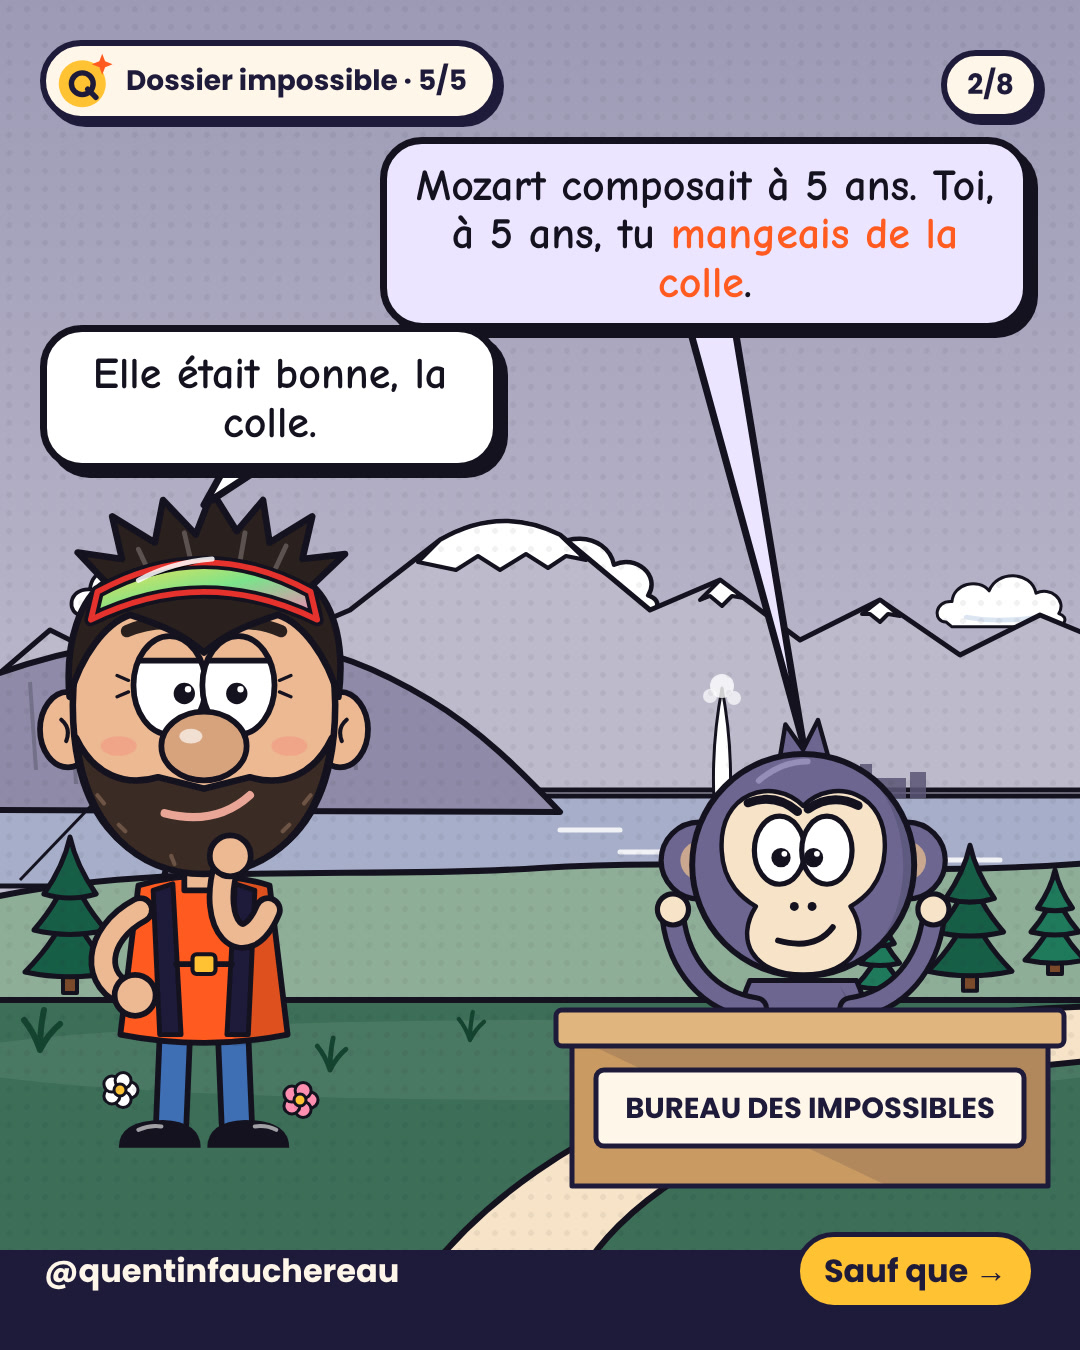 Q
Dossier impossible · 5/5
2/8
Mozart composait à 5 ans. Toi,
à 5 ans, tu mangeais de la
colle.
Elle était bonne, la
colle.
BUREAU DES IMPOSSIBLES
@quentinfauchereau
Sauf que →